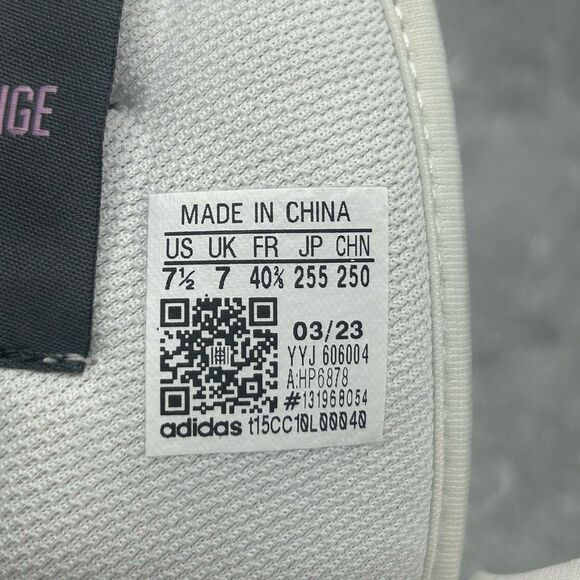 IGE
MADE IN CHINA
US UK FR JP CHN
7½ 7 40⅔ 255 250
03/23
YYJ 606004
A:HP6878
#131968054
adidas t15CC10L00040